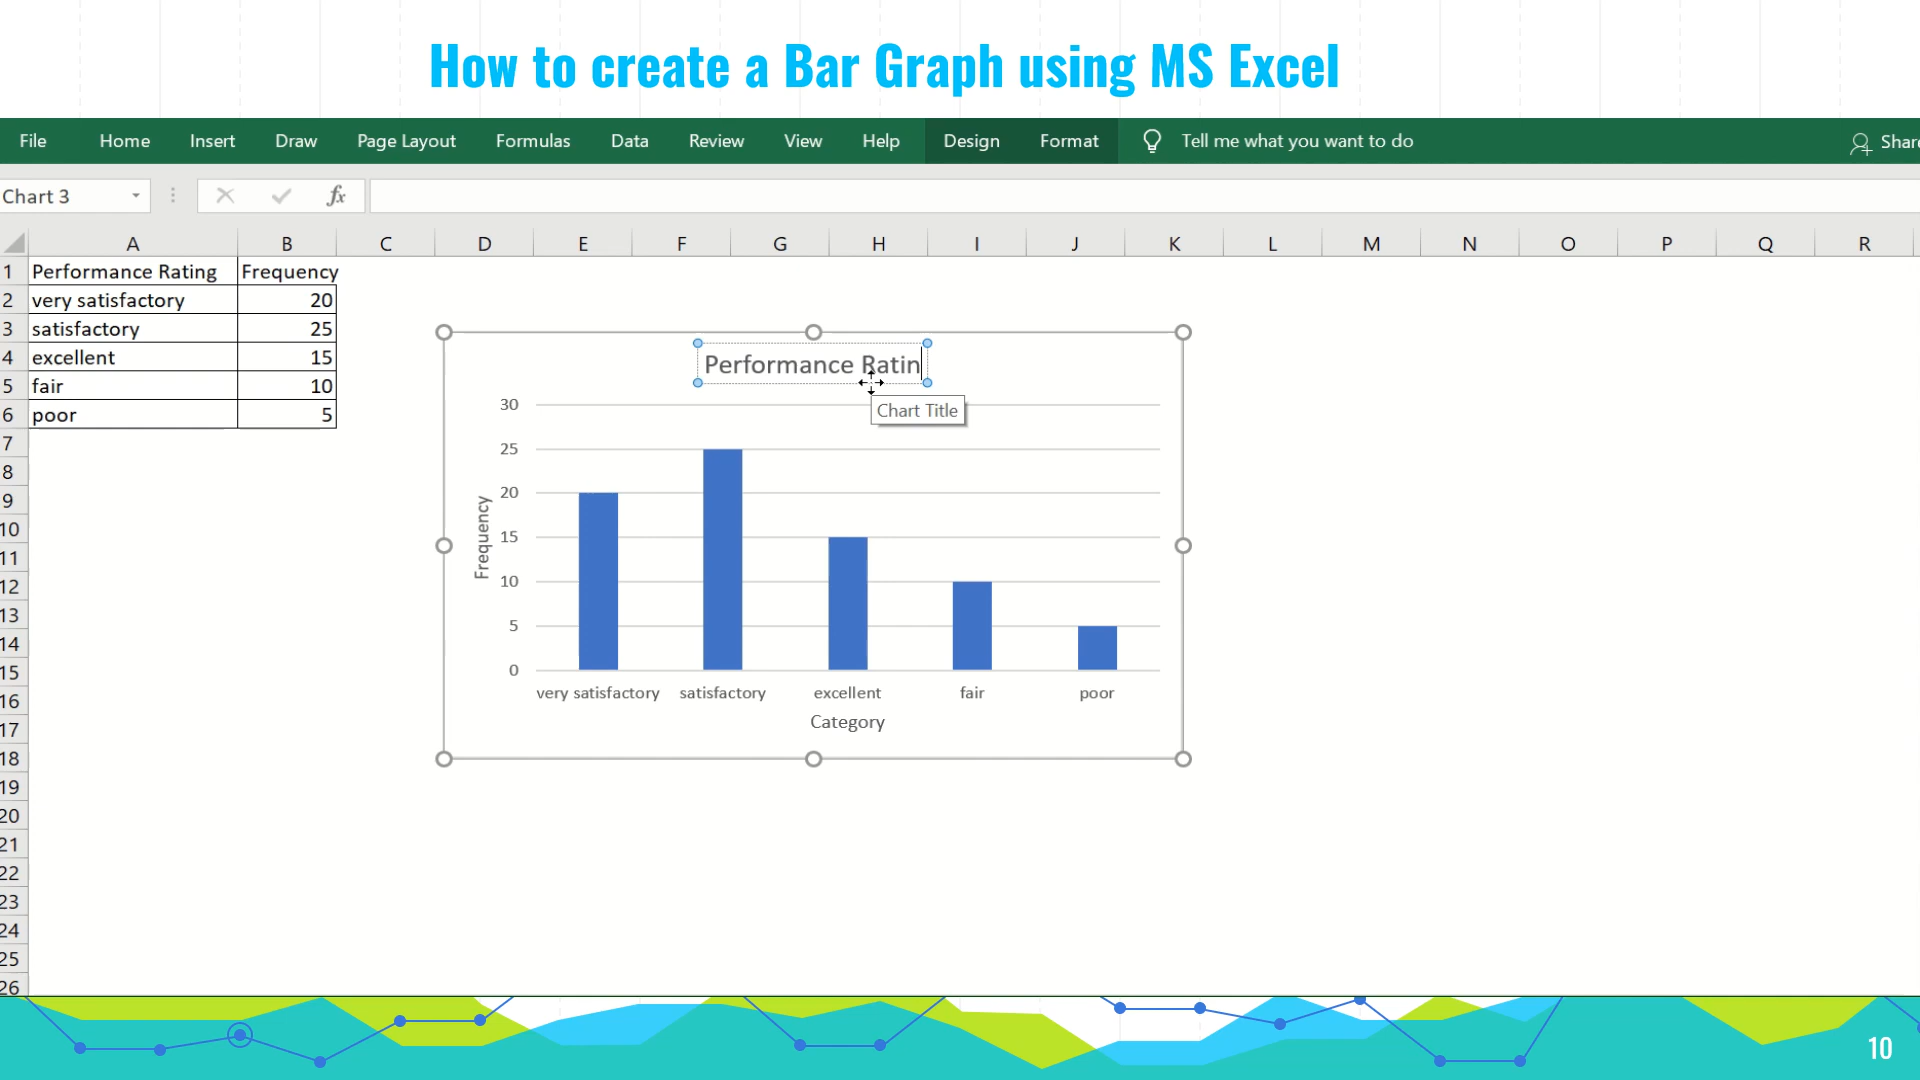 How to create a Bar Graph using MS Excel
File Home Insert Draw Page Layout Formulas Data Review View Help Design Format Tell me what you want to do Share
Chart 3 fx
A B C D E F G H I J K L M N O P Q R
1 Performance Rating Frequency
2 very satisfactory 20
3 satisfactory 25
4 excellent 15
5 fair 10
6 poor 5
7
8
9
10
11
12
13
14
15
16
17
18
19
20
21
22
23
24
25
26
Performance Ratin
Chart Title
30
25
20
15
10
5
0
Frequency
very satisfactory satisfactory excellent fair poor
Category
10